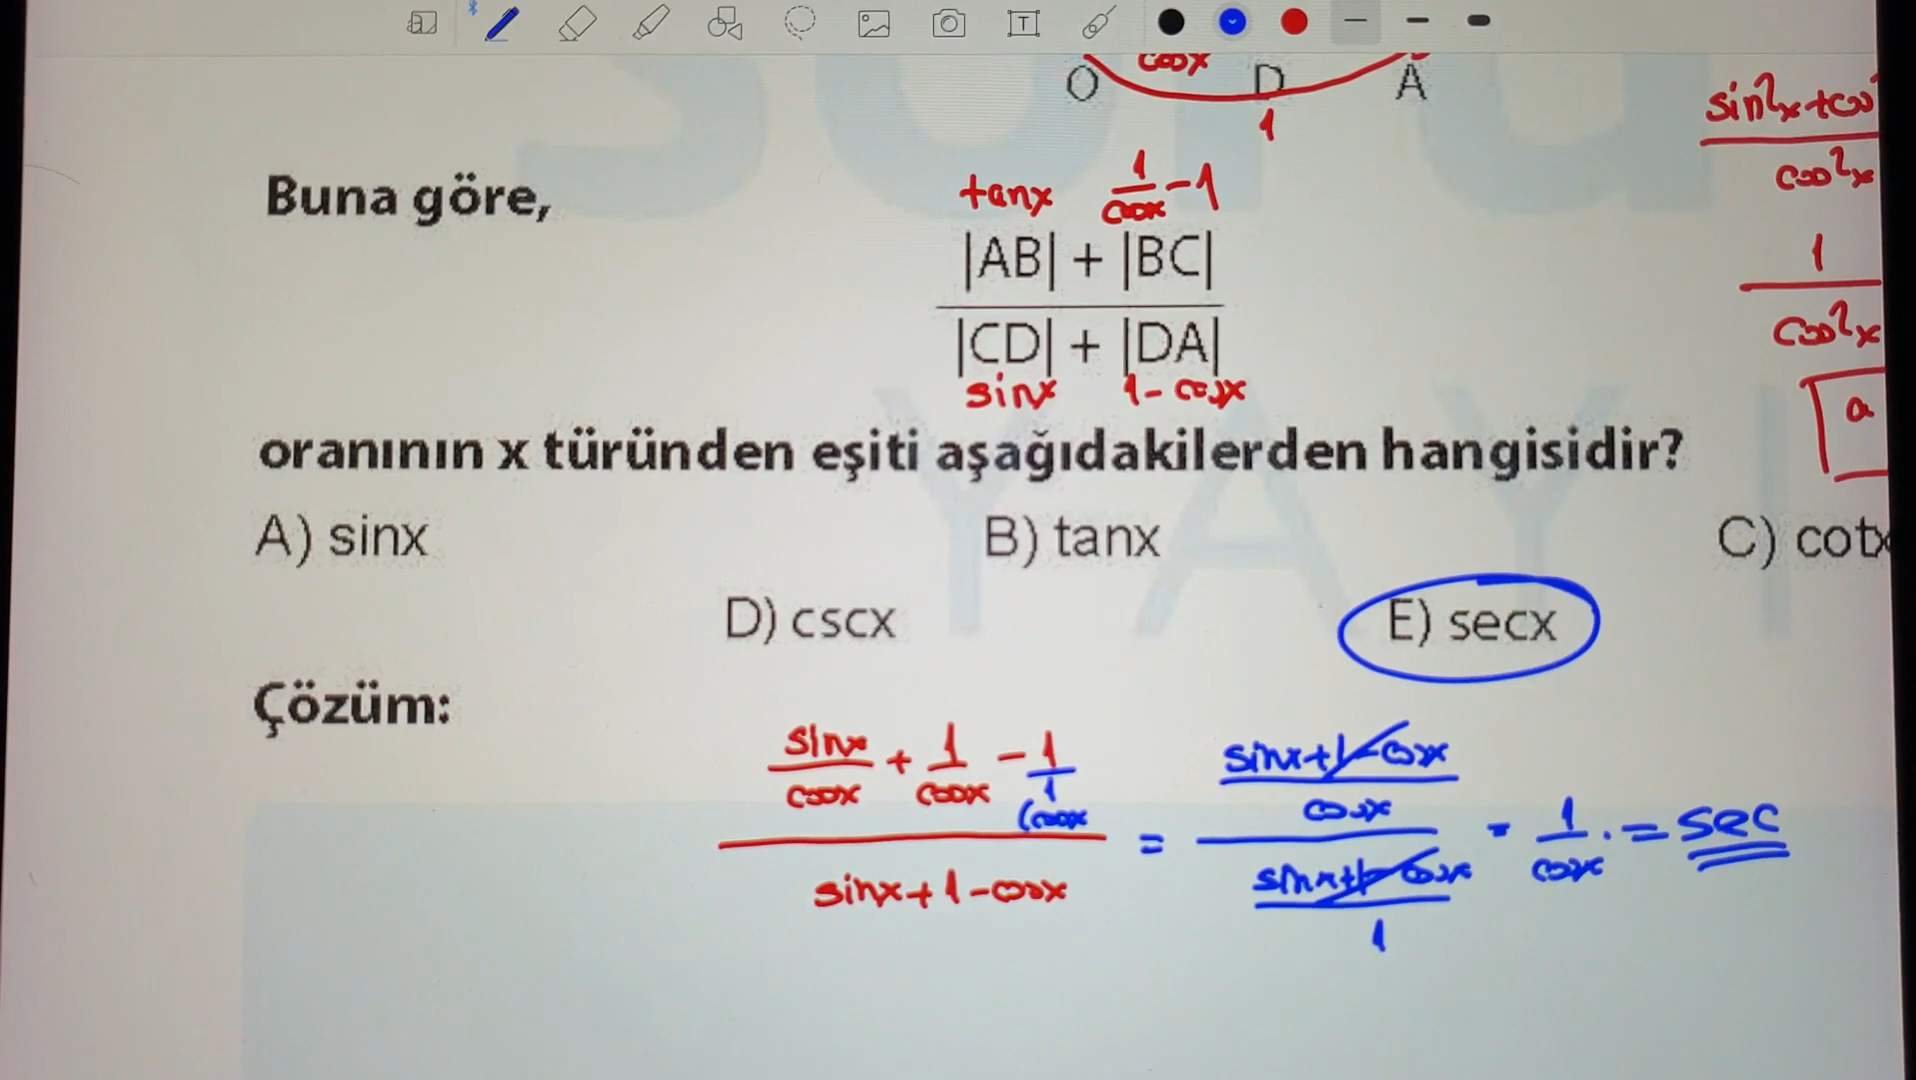 cosx
O D A
1
sin²x+cos²
cos²x
Buna göre,
tanx 1/cosx -1
|AB| + |BC|
|CD| + |DA|
sinx 1-cosx
1
cos²x
a
oranının x türünden eşiti aşağıdakilerden hangisidir?
A) sinx B) tanx C) cotx
D) cscx E) secx
Çözüm:
sinx/cosx + 1/cosx - 1/1 = sinx+1-cosx/cosx
(cosx
sinx+1-cosx sinx+1-cosx/1 = 1/cosx . = sec